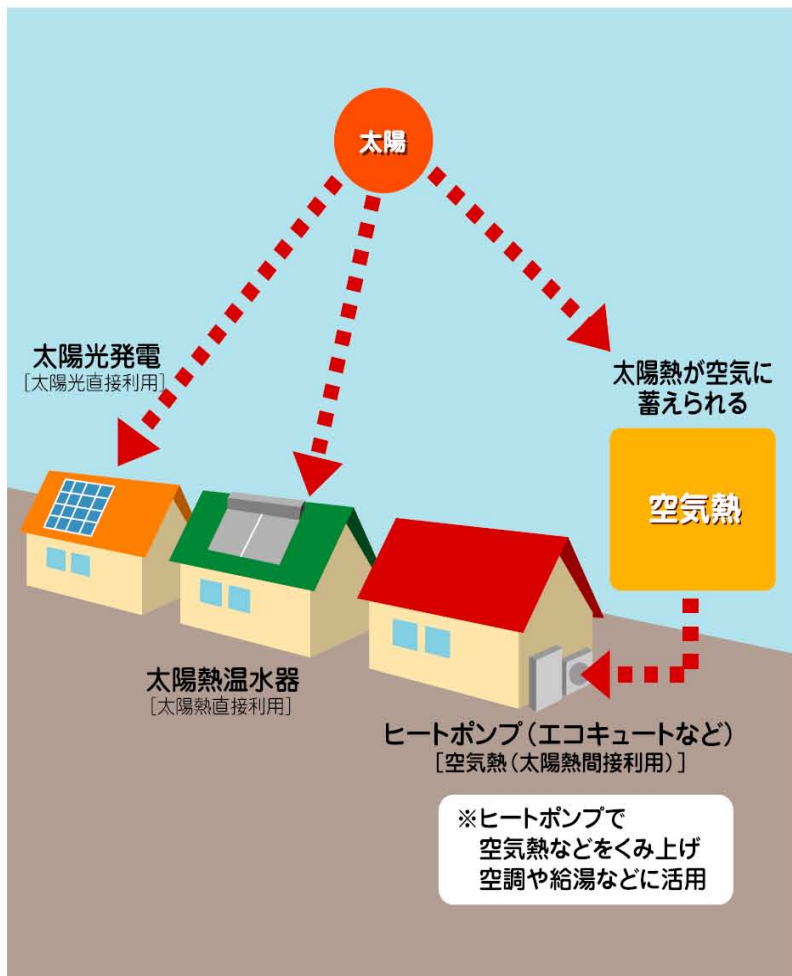 太陽
太陽光発電
[太陽光直接利用]
太陽熱が空気に
蓄えられる
空気熱
太陽熱温水器
[太陽熱直接利用]
ヒートポンプ(エコキュートなど)
[空気熱(太陽熱間接利用)]
※ヒートポンプで
空気熱などをくみ上げ
空調や給湯などに活用